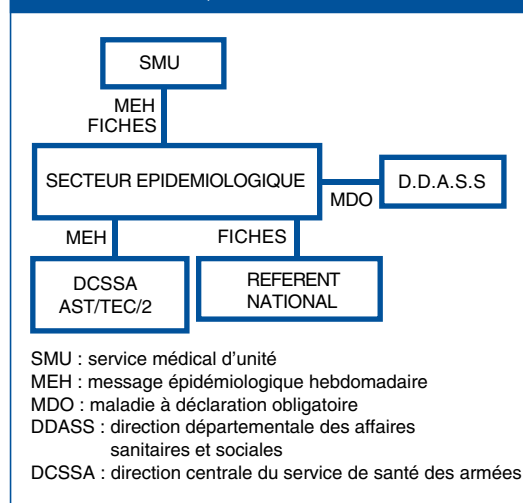 SMU
MEH
FICHES
SECTEUR EPIDEMIOLOGIQUE
MDO
D.D.A.S.S
MEH
FICHES
DCSSA
AST/TEC/2
REFERENT
NATIONAL
SMU : service médical d'unité
MEH : message épidémiologique hebdomadaire
MDO : maladie à déclaration obligatoire
DDASS : direction départementale des affaires
sanitaires et sociales
DCSSA : direction centrale du service de santé des armées